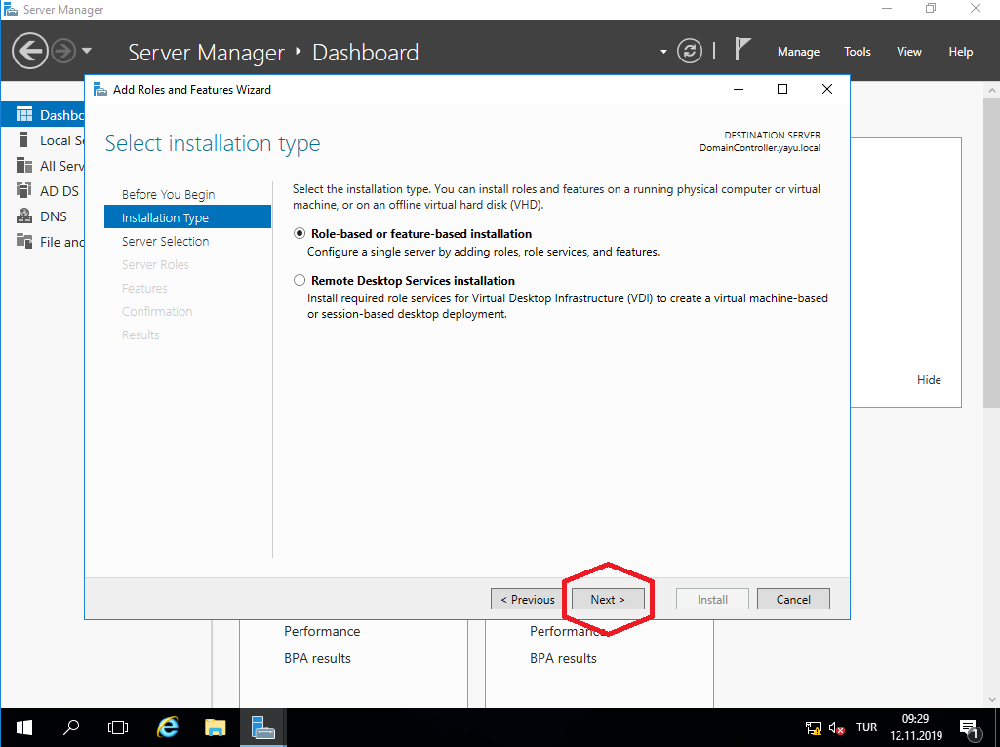 Server Manager
Server Manager Dashboard
Manage Tools View Help
Add Roles and Features Wizard
Dashbo
Local Se
All Serv
AD DS
DNS
File and
Select installation type
DESTINATION SERVER
DomainController.yayu.local
Before You Begin
Installation Type
Server Selection
Server Roles
Features
Confirmation
Results
Select the installation type. You can install roles and features on a running physical computer or virtual
machine, or on an offline virtual hard disk (VHD).
Role-based or feature-based installation
Configure a single server by adding roles, role services, and features.
Remote Desktop Services installation
Install required role services for Virtual Desktop Infrastructure (VDI) to create a virtual machine-based
or session-based desktop deployment.
Hide
< Previous Next > Install Cancel
Performance Performance
BPA results BPA results
TUR
09:29
12.11.2019
1